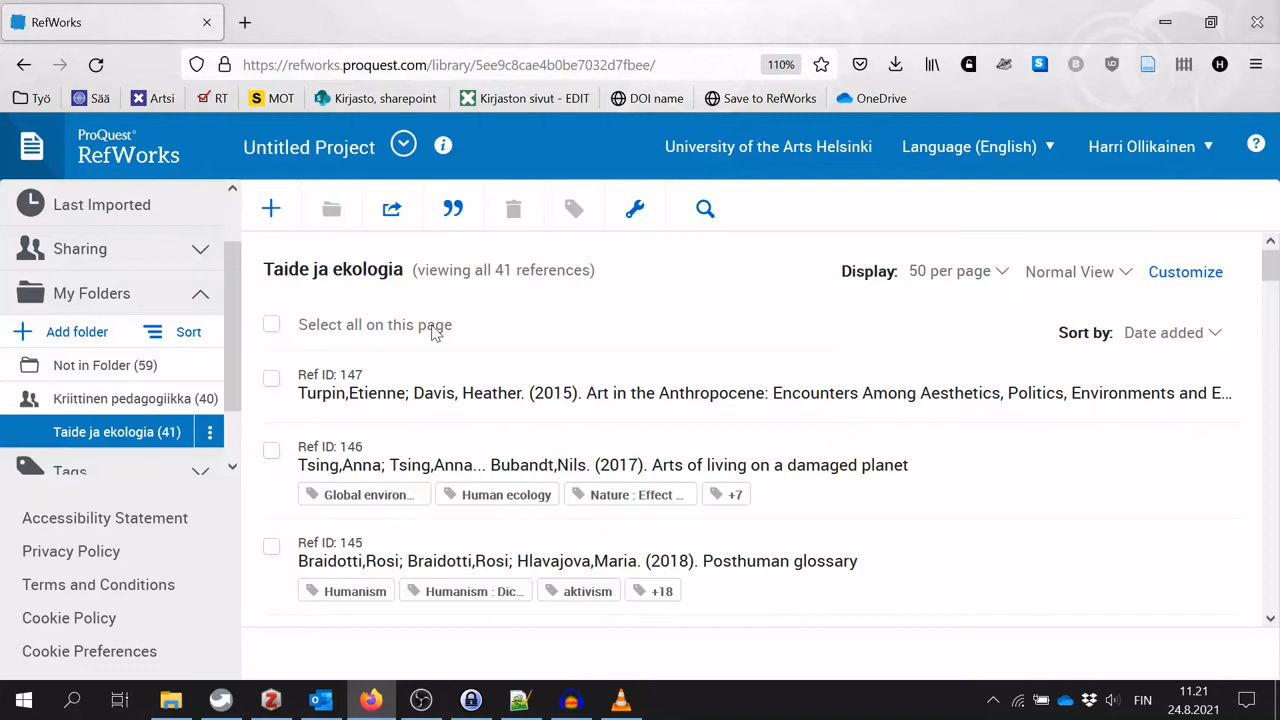 RefWorks
https://refworks.proquest.com/library/5ee9c8cae4b0be7032d7fbee/
110%
Työ
Sää
Artsi
RT
MOT
Kirjasto, sharepoint
Kirjaston sivut - EDIT
DOI name
Save to RefWorks
OneDrive
ProQuest®
RefWorks
Untitled Project
University of the Arts Helsinki
Language (English)
Harri Ollikainen
Last Imported
Sharing
My Folders
Add folder
Sort
Not in Folder (59)
Kriittinen pedagogiikka (40)
Taide ja ekologia (41)
Tags
Accessibility Statement
Privacy Policy
Terms and Conditions
Cookie Policy
Cookie Preferences
Taide ja ekologia (viewing all 41 references)
Display: 50 per page Normal View Customize
Select all on this page
Sort by: Date added
Ref ID: 147
Turpin,Etienne; Davis, Heather. (2015). Art in the Anthropocene: Encounters Among Aesthetics, Politics, Environments and E...
Ref ID: 146
Tsing,Anna; Tsing,Anna... Bubandt,Nils. (2017). Arts of living on a damaged planet
Global environ... Human ecology Nature : Effect ... +7
Ref ID: 145
Braidotti,Rosi; Braidotti,Rosi; Hlavajova,Maria. (2018). Posthuman glossary
Humanism Humanism : Dic... aktivism +18
FIN
11.21
24.8.2021